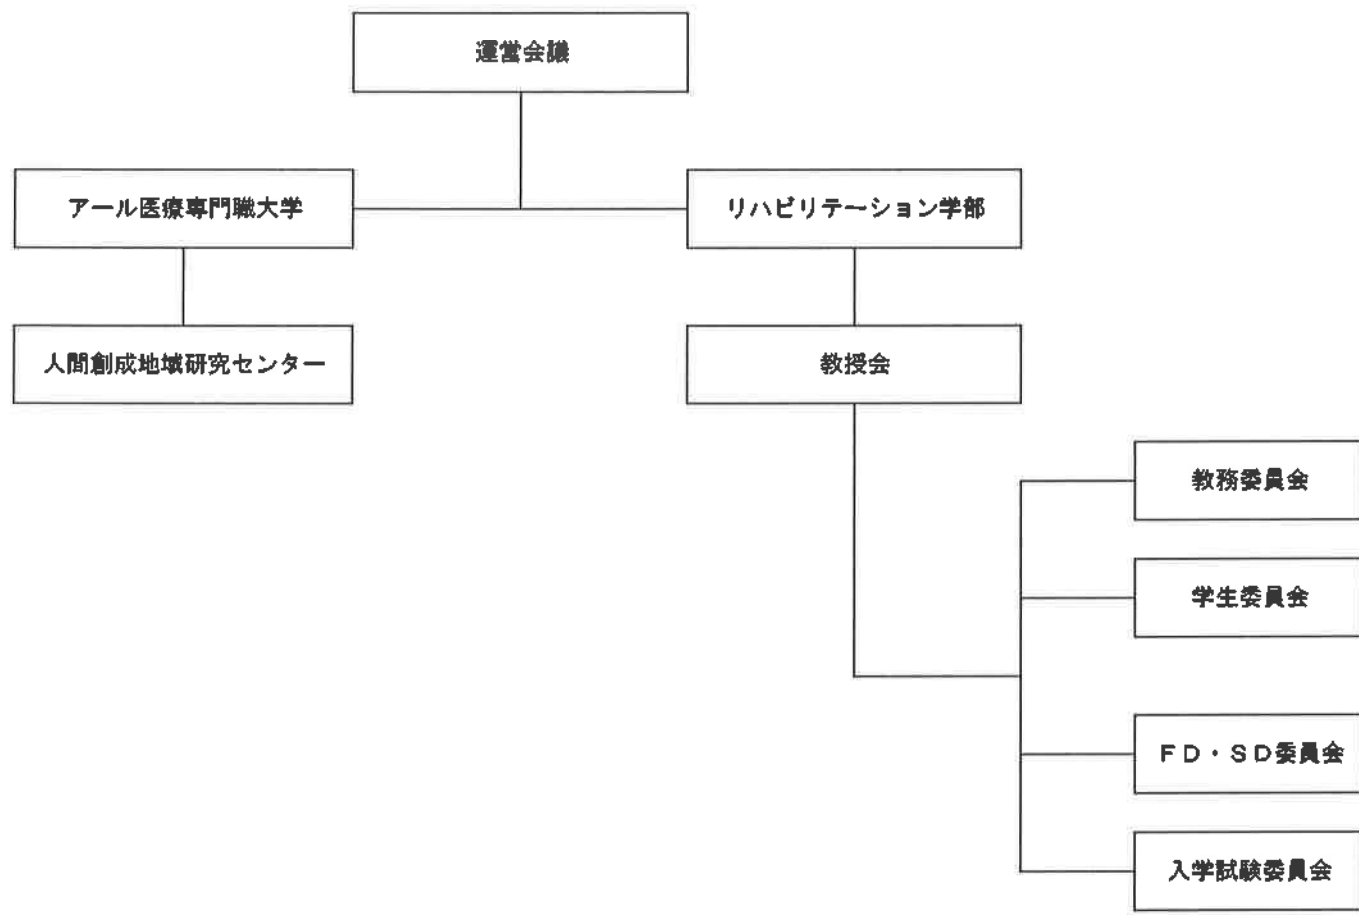 運営会議
アール医療専門職大学
リハビリテーション学部
人間創成地域研究センター
教授会
教務委員会
学生委員会
ＦＤ・ＳＤ委員会
入学試験委員会